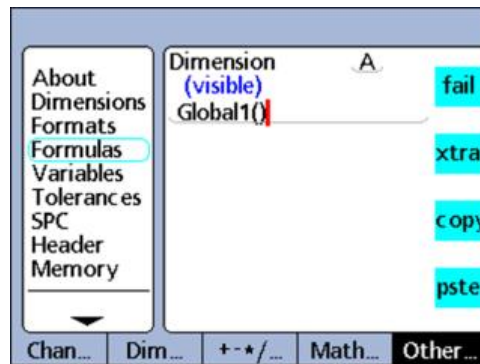 About
Dimensions
Formats
Formulas
Variables
Tolerances
SPC
Header
Memory
Dimension A
(visible)
Global1()
fail
xtra
copy
pste
Chan... Dim... +-*/... Math... Other...